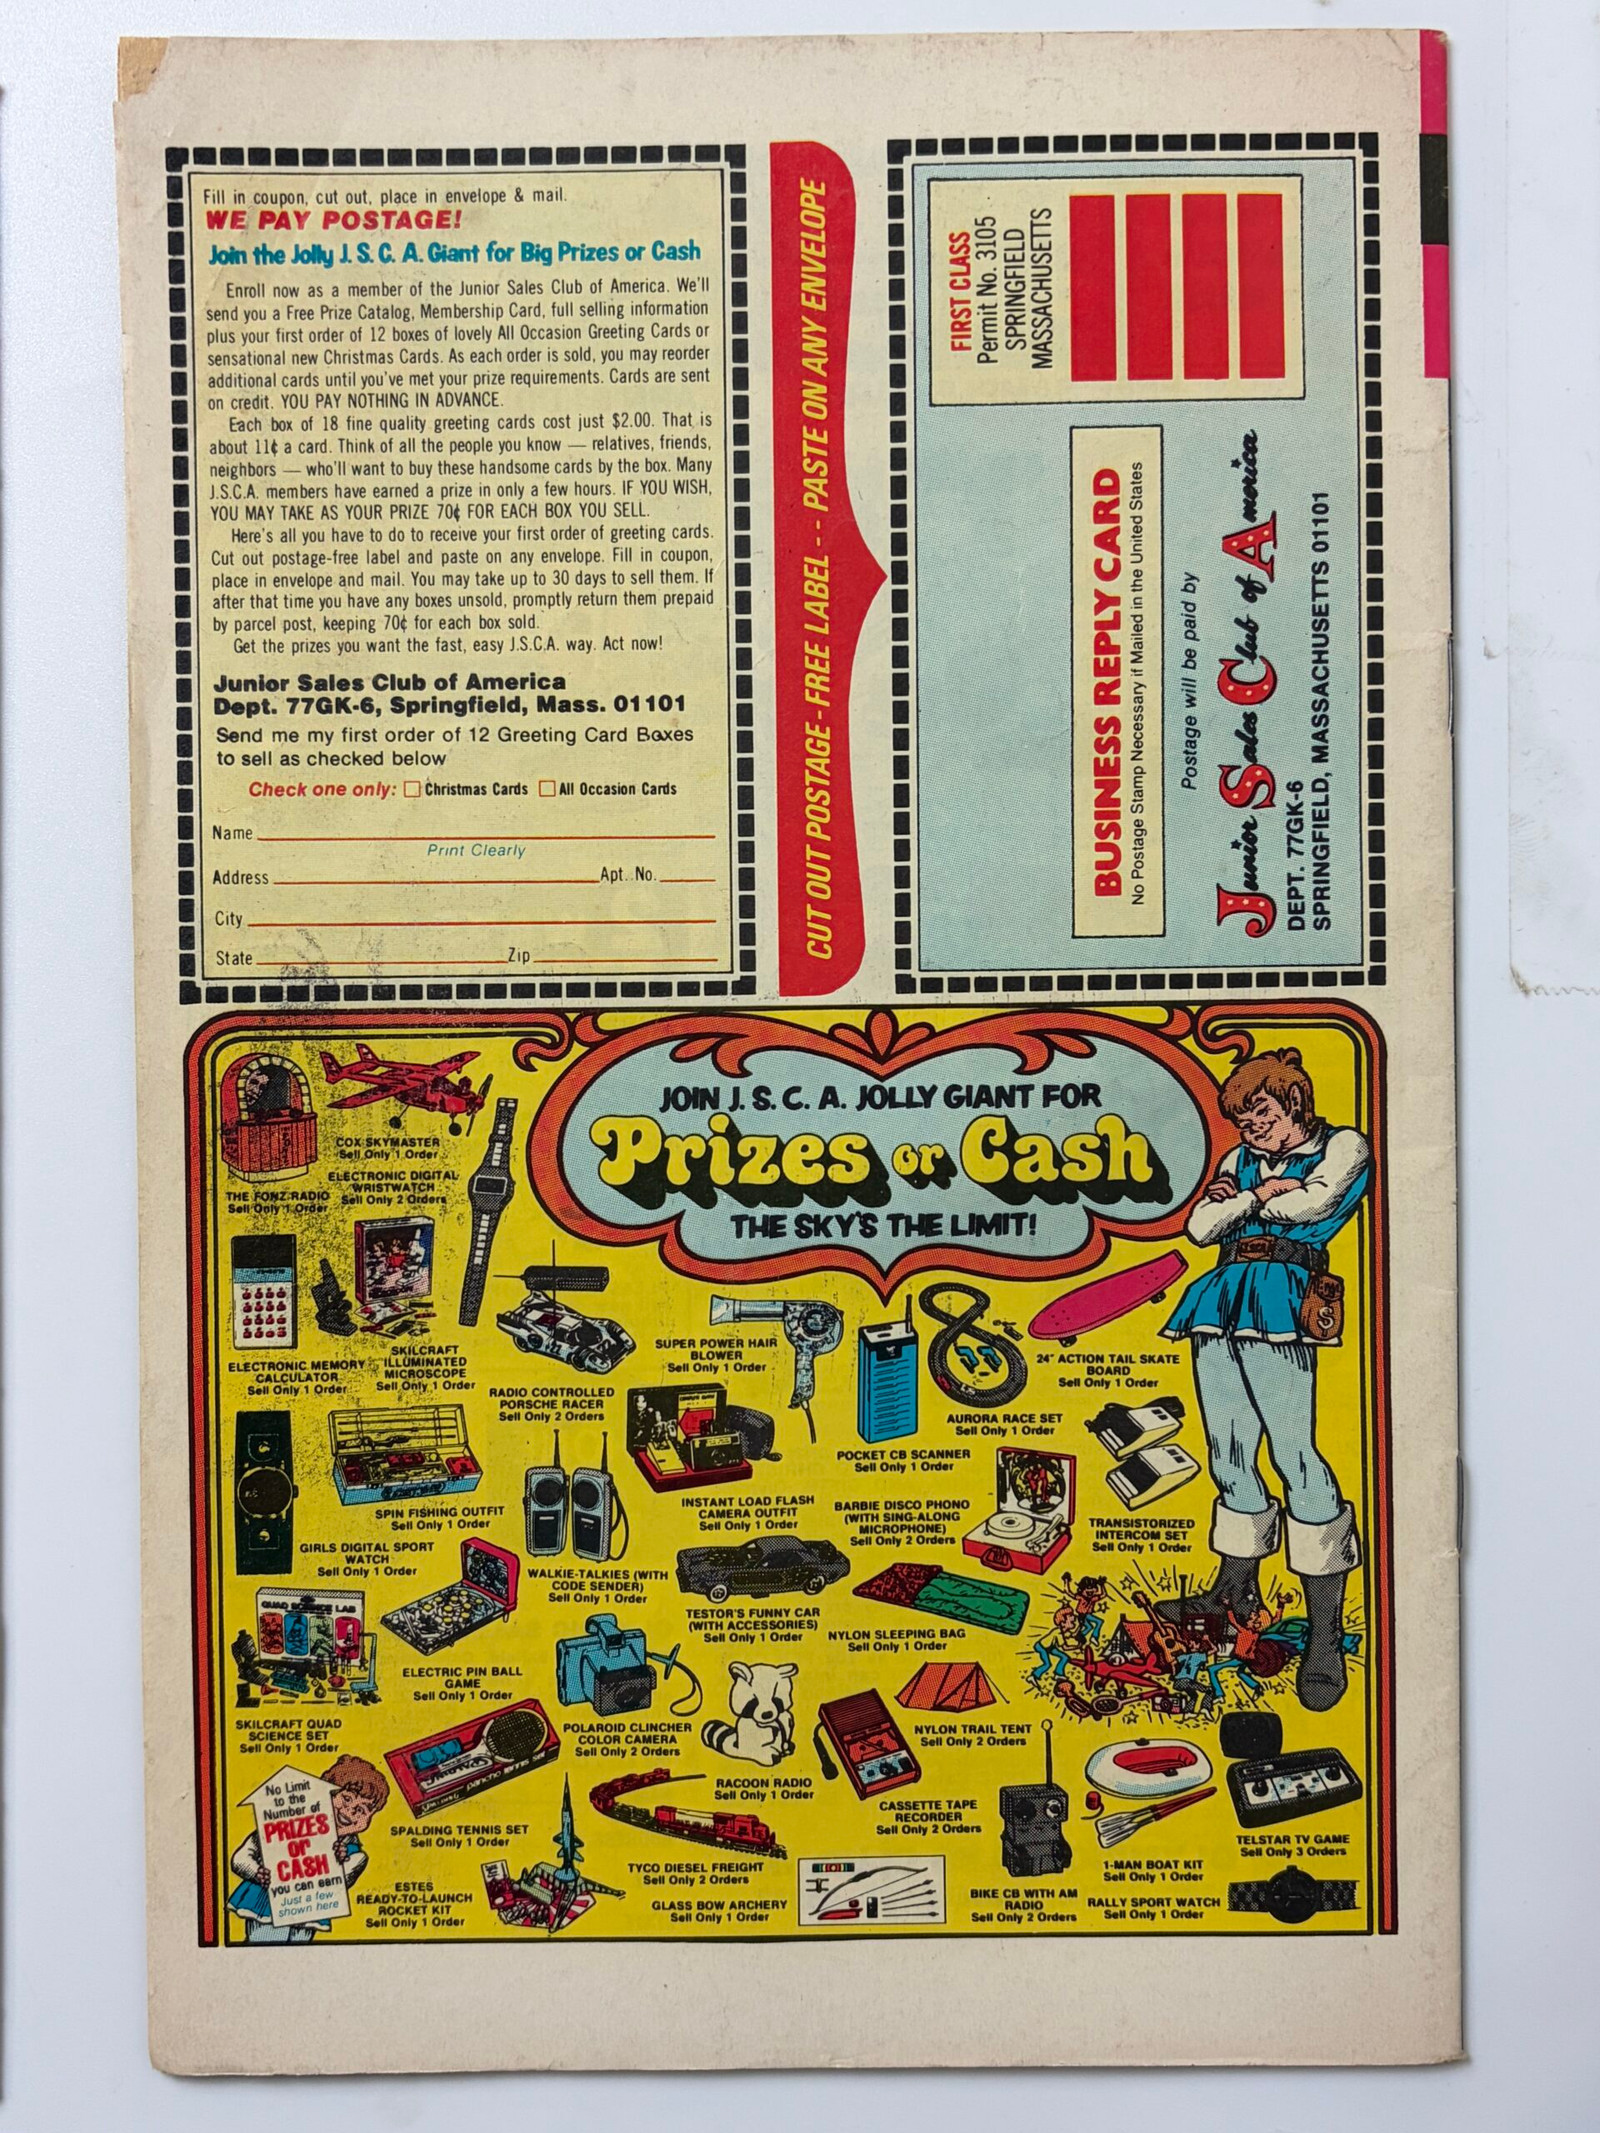 Fill in coupon, cut out, place in envelope & mail.
WE PAY POSTAGE!
Join the Jolly J. S. C. A. Giant for Big Prizes or Cash
Enroll now as a member of the Junior Sales Club of America. We'll
send you a Free Prize Catalog, Membership Card, full selling information
plus your first order of 12 boxes of lovely All Occasion Greeting Cards or
sensational new Christmas Cards. As each order is sold, you may reorder
additional cards until you've met your prize requirements. Cards are sent
on credit. YOU PAY NOTHING IN ADVANCE.
Each box of 18 fine quality greeting cards cost just $2.00. That is
about 11¢ a card. Think of all the people you know — relatives, friends,
neighbors — who'll want to buy these handsome cards by the box. Many
J.S.C.A. members have earned a prize in only a few hours. IF YOU WISH,
YOU MAY TAKE AS YOUR PRIZE 70¢ FOR EACH BOX YOU SELL.
Here's all you have to do to receive your first order of greeting cards.
Cut out postage-free label and paste on any envelope. Fill in coupon,
place in envelope and mail. You may take up to 30 days to sell them. If
after that time you have any boxes unsold, promptly return them prepaid
by parcel post, keeping 70¢ for each box sold.
Get the prizes you want the fast, easy J.S.C.A. way. Act now!
Junior Sales Club of America
Dept. 77GK-6, Springfield, Mass. 01101
Send me my first order of 12 Greeting Card Boxes
to sell as checked below
Check one only: Christmas Cards All Occasion Cards
Name
Print Clearly
Address Apt. No.
City
State Zip
CUT OUT POSTAGE-FREE LABEL -- PASTE ON ANY ENVELOPE
FIRST CLASS
Permit No. 3105
SPRINGFIELD
MASSACHUSETTS
BUSINESS REPLY CARD
No Postage Stamp Necessary if Mailed in the United States
Postage will be paid by
Junior Sales Club of America
DEPT. 77GK-6
SPRINGFIELD, MASSACHUSETTS 01101
JOIN J. S. C. A. JOLLY GIANT FOR
Prizes or Cash
THE SKY'S THE LIMIT!
COX SKYMASTER
Sell Only 1 Order
THE FONZ RADIO
Sell Only 1 Order
ELECTRONIC DIGITAL
WRISTWATCH
Sell Only 2 Orders
ELECTRONIC MEMORY
CALCULATOR
Sell Only 1 Order
SKILCRAFT
ILLUMINATED
MICROSCOPE
Sell Only 1 Order
RADIO CONTROLLED
PORSCHE RACER
Sell Only 2 Orders
SUPER POWER HAIR
BLOWER
Sell Only 1 Order
POCKET CB SCANNER
Sell Only 1 Order
AURORA RACE SET
Sell Only 1 Order
24" ACTION TAIL SKATE
BOARD
Sell Only 1 Order
SPIN FISHING OUTFIT
Sell Only 1 Order
GIRLS DIGITAL SPORT
WATCH
Sell Only 1 Order
WALKIE-TALKIES (WITH
CODE SENDER)
Sell Only 1 Order
INSTANT LOAD FLASH
CAMERA OUTFIT
Sell Only 1 Order
BARBIE DISCO PHONO
(WITH SING-ALONG
MICROPHONE)
Sell Only 2 Orders
TRANSISTORIZED
INTERCOM SET
Sell Only 1 Order
QUAD SCIENCE LAB
SKILCRAFT QUAD
SCIENCE SET
Sell Only 1 Order
ELECTRIC PIN BALL
GAME
Sell Only 1 Order
POLAROID CLINCHER
COLOR CAMERA
Sell Only 2 Orders
TESTOR'S FUNNY CAR
(WITH ACCESSORIES)
Sell Only 1 Order
NYLON SLEEPING BAG
Sell Only 1 Order
NYLON TRAIL TENT
Sell Only 2 Orders
RACOON RADIO
Sell Only 1 Order
CASSETTE TAPE
RECORDER
Sell Only 2 Orders
SPALDING TENNIS SET
Sell Only 1 Order
TYCO DIESEL FREIGHT
Sell Only 2 Orders
GLASS BOW ARCHERY
Sell Only 1 Order
ESTES
READY-TO-LAUNCH
ROCKET KIT
Sell Only 1 Order
BIKE CB WITH AM
RADIO
Sell Only 2 Orders
1-MAN BOAT KIT
Sell Only 1 Order
RALLY SPORT WATCH
Sell Only 1 Order
TELSTAR TV GAME
Sell Only 3 Orders
No Limit
to the
Number of
PRIZES
or
CASH
you can earn
Just a few
shown here
$